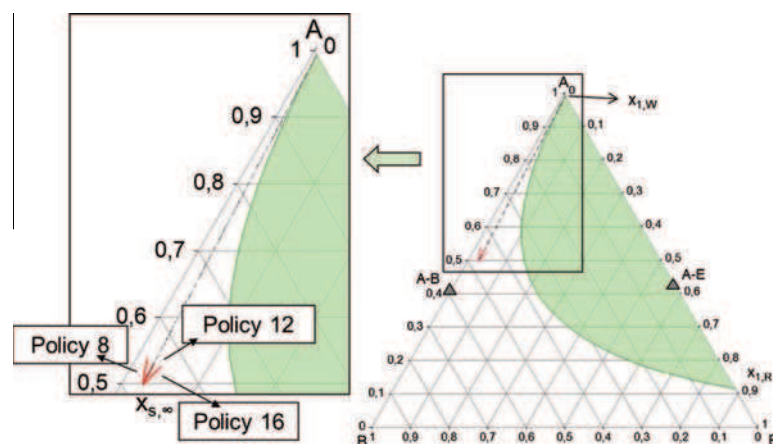 A
1 0
0,9
0,8
0,7
0,6
0,5
Policy 12
Policy 8
Policy 16
xS,∞
A
1 0
x1,W
0,9 0,1
0,8 0,2
0,7 0,3
0,6 0,4
0,5 0,5
A-B A-E
0,4 0,6
0,3 0,7
0,2 0,8
x1,R
0,1 0,9
0 1
B 1 0,9 0,8 0,7 0,6 0,5 0,4 0,3 0,2 0,1 0